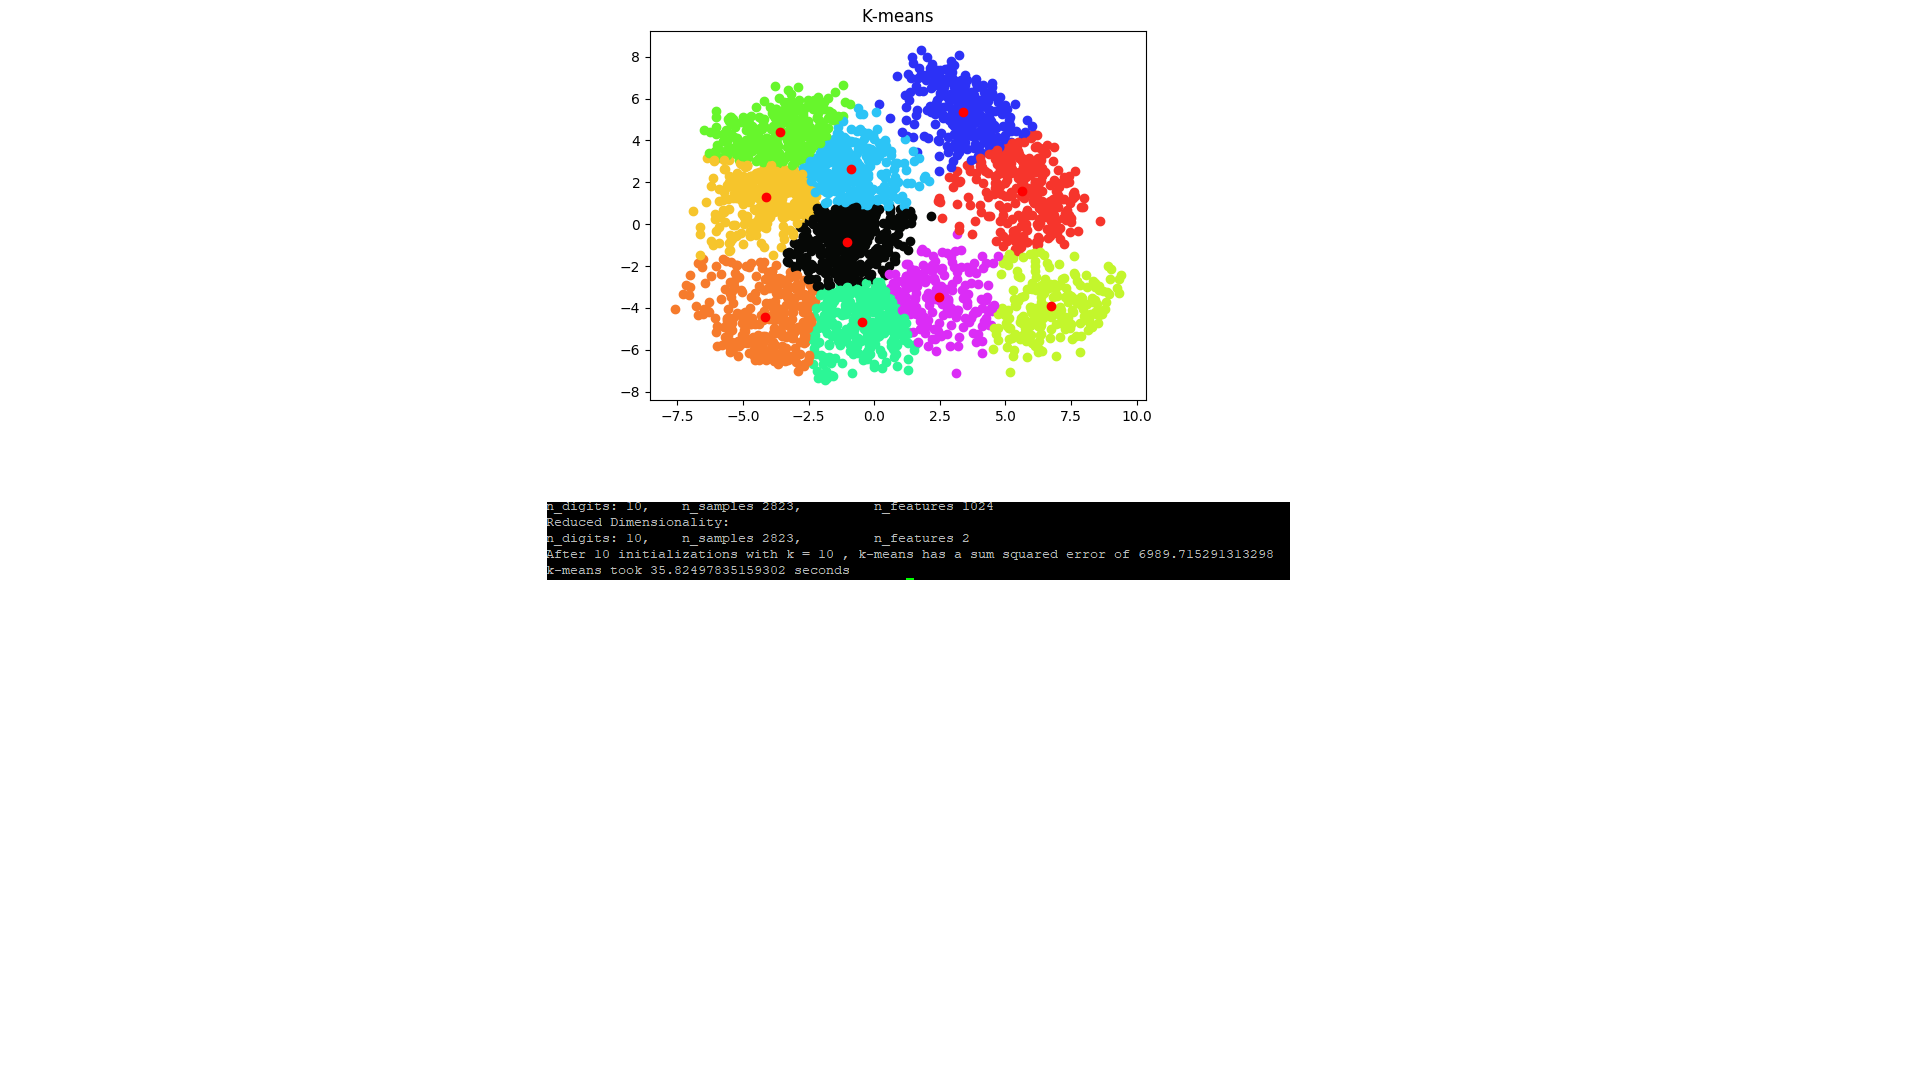 K-means
8
6
4
2
0
−2
−4
−6
−8
−7.5 −5.0 −2.5 0.0 2.5 5.0 7.5 10.0
n_digits: 10, n_samples 2823, n_features 1024
Reduced Dimensionality:
n_digits: 10, n_samples 2823, n_features 2
After 10 initializations with k = 10 , k-means has a sum squared error of 6989.715291313298
k-means took 35.82497835159302 seconds